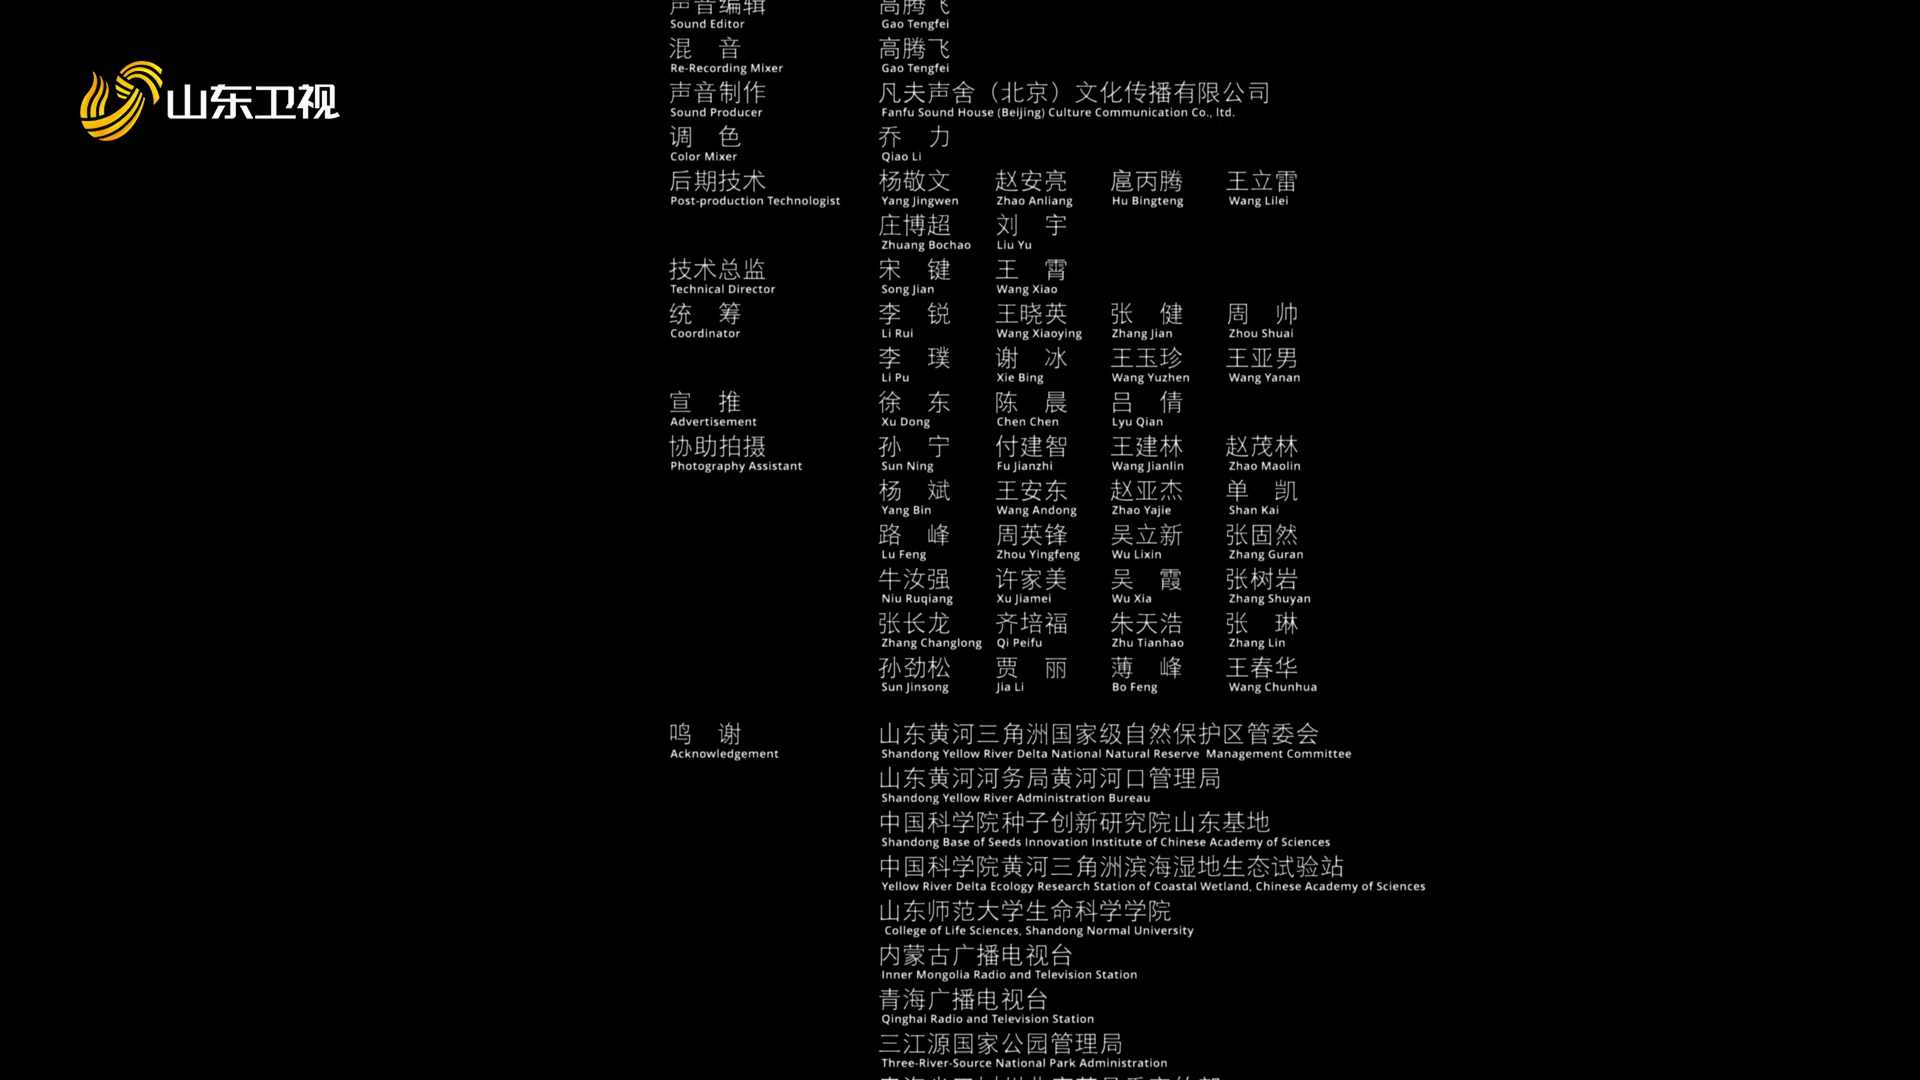 声音编辑 高腾飞
Sound Editor Gao Tengfei
山东卫视
混 音 高腾飞
Re-Recording Mixer Gao Tengfei
声音制作 凡夫声舍（北京）文化传播有限公司
Sound Producer Fanfu Sound House (Beijing) Culture Communication Co., ltd.
调 色 乔 力
Color Mixer Qiao Li
后期技术 杨敬文 赵安亮 扈丙腾 王立雷
Post-production Technologist Yang Jingwen Zhao Anliang Hu Bingteng Wang Lilei
庄博超 刘 宇
Zhuang Bochao Liu Yu
技术总监 宋 键 王 霄
Technical Director Song Jian Wang Xiao
统 筹 李 锐 王晓英 张 健 周 帅
Coordinator Li Rui Wang Xiaoying Zhang Jian Zhou Shuai
李 璞 谢 冰 王玉珍 王亚男
Li Pu Xie Bing Wang Yuzhen Wang Yanan
宣 推 徐 东 陈 晨 吕 倩
Advertisement Xu Dong Chen Chen Lyu Qian
协助拍摄 孙 宁 付建智 王建林 赵茂林
Photography Assistant Sun Ning Fu Jianzhi Wang Jianlin Zhao Maolin
杨 斌 王安东 赵亚杰 单 凯
Yang Bin Wang Andong Zhao Yajie Shan Kai
路 峰 周英锋 吴立新 张固然
Lu Feng Zhou Yingfeng Wu Lixin Zhang Guran
牛汝强 许家美 吴 霞 张树岩
Niu Ruqiang Xu Jiamei Wu Xia Zhang Shuyan
张长龙 齐培福 朱天浩 张 琳
Zhang Changlong Qi Peifu Zhu Tianhao Zhang Lin
孙劲松 贾 丽 薄 峰 王春华
Sun Jinsong Jia Li Bo Feng Wang Chunhua
鸣 谢 山东黄河三角洲国家级自然保护区管委会
Acknowledgement Shandong Yellow River Delta National Natural Reserve Management Committee
山东黄河河务局黄河河口管理局
Shandong Yellow River Administration Bureau
中国科学院种子创新研究院山东基地
Shandong Base of Seeds Innovation Institute of Chinese Academy of Sciences
中国科学院黄河三角洲滨海湿地生态试验站
Yellow River Delta Ecology Research Station of Coastal Wetland, Chinese Academy of Sciences
山东师范大学生命科学学院
College of Life Sciences, Shandong Normal University
内蒙古广播电视台
Inner Mongolia Radio and Television Station
青海广播电视台
Qinghai Radio and Television Station
三江源国家公园管理局
Three-River-Source National Park Administration